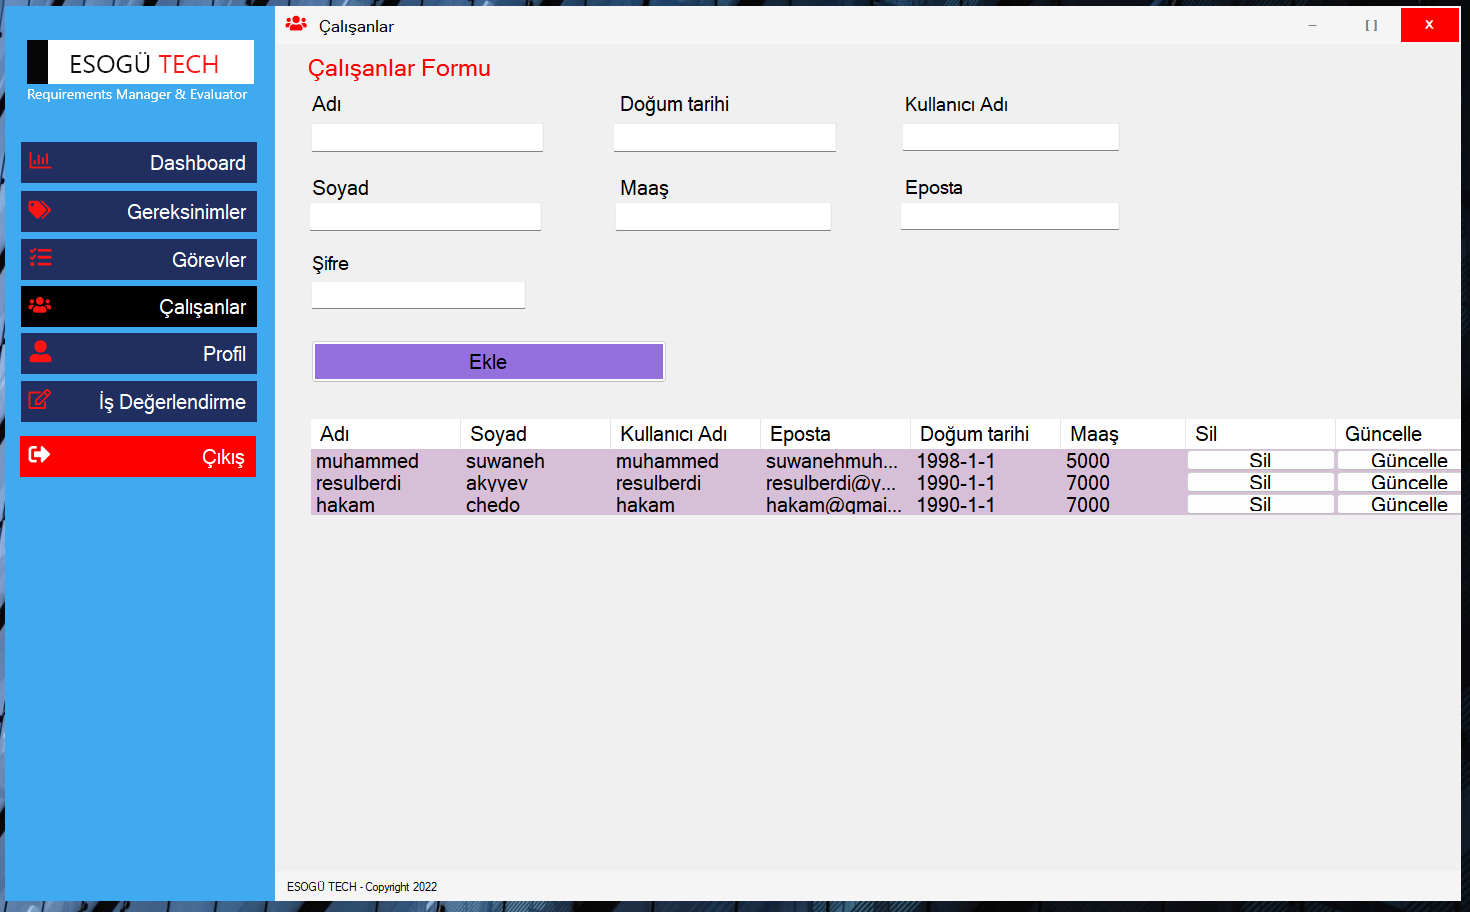 ESOGÜ TECH
Requirements Manager & Evaluator
Dashboard
Gereksinimler
Görevler
Çalışanlar
Profil
İş Değerlendirme
Çıkış
Çalışanlar
– [ ] X
Çalışanlar Formu
Adı Doğum tarihi Kullanıcı Adı
Soyad Maaş Eposta
Şifre
Ekle
Adı Soyad Kullanıcı Adı Eposta Doğum tarihi Maaş Sil Güncelle
muhammed suwaneh muhammed suwanehmuh... 1998-1-1 5000 Sil Güncelle
resulberdi akyyev resulberdi resulberdi@y... 1990-1-1 7000 Sil Güncelle
hakam chedo hakam hakam@gmai... 1990-1-1 7000 Sil Güncelle
ESOGÜ TECH - Copyright 2022